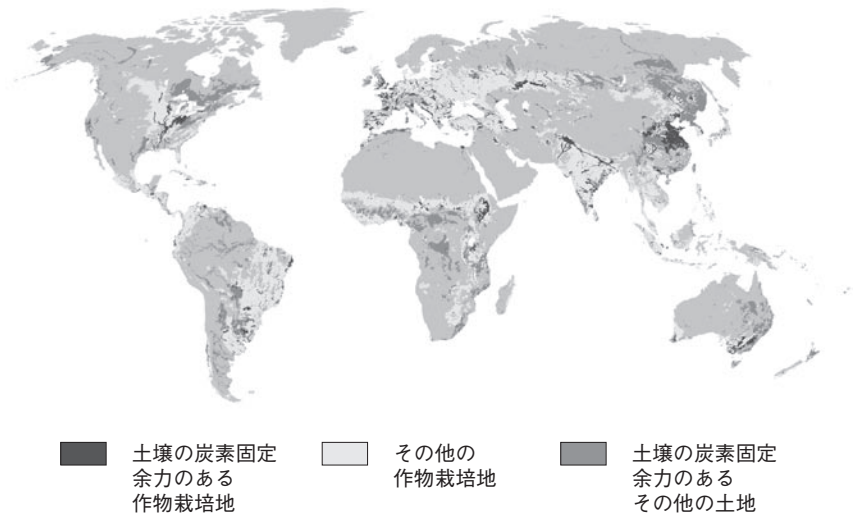 土壌の炭素固定
余力のある
作物栽培地
その他の
作物栽培地
土壌の炭素固定
余力のある
その他の土地